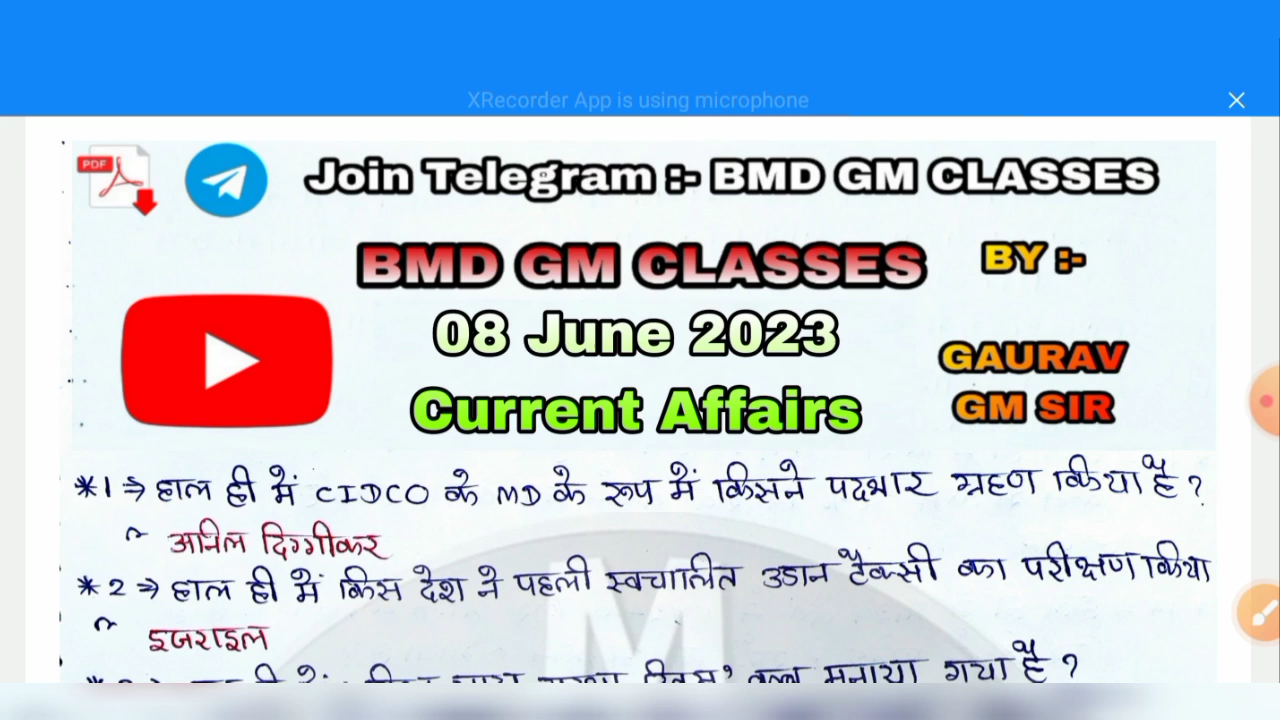 XRecorder App is using microphone
PDF
Join Telegram :- BMD GM CLASSES
BMD GM CLASSES
BY :-
08 June 2023
GAURAV
GM SIR
Current Affairs
*1⇒ हाल ही में CIDCO के MD के रूप में किसने पदभार ग्रहण किया है?
अनिल दिग्गीकर
*2⇒ हाल ही में किस देश ने पहली स्वचालित उडान टैक्सी का परीक्षण किया
इजराइल
मनाया गया है?
M